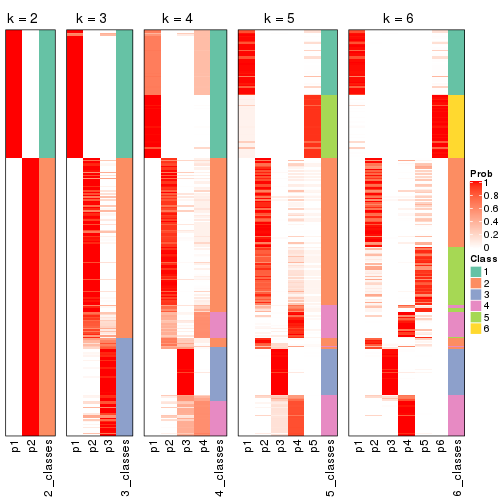 k = 2
k = 3
k = 4
k = 5
k = 6
p1
p2
2_classes
p1
p2
p3
3_classes
p1
p2
p3
p4
4_classes
p1
p2
p3
p4
p5
5_classes
p1
p2
p3
p4
p5
p6
6_classes
Prob
1
0.8
0.6
0.4
0.2
0
Class
1
2
3
4
5
6